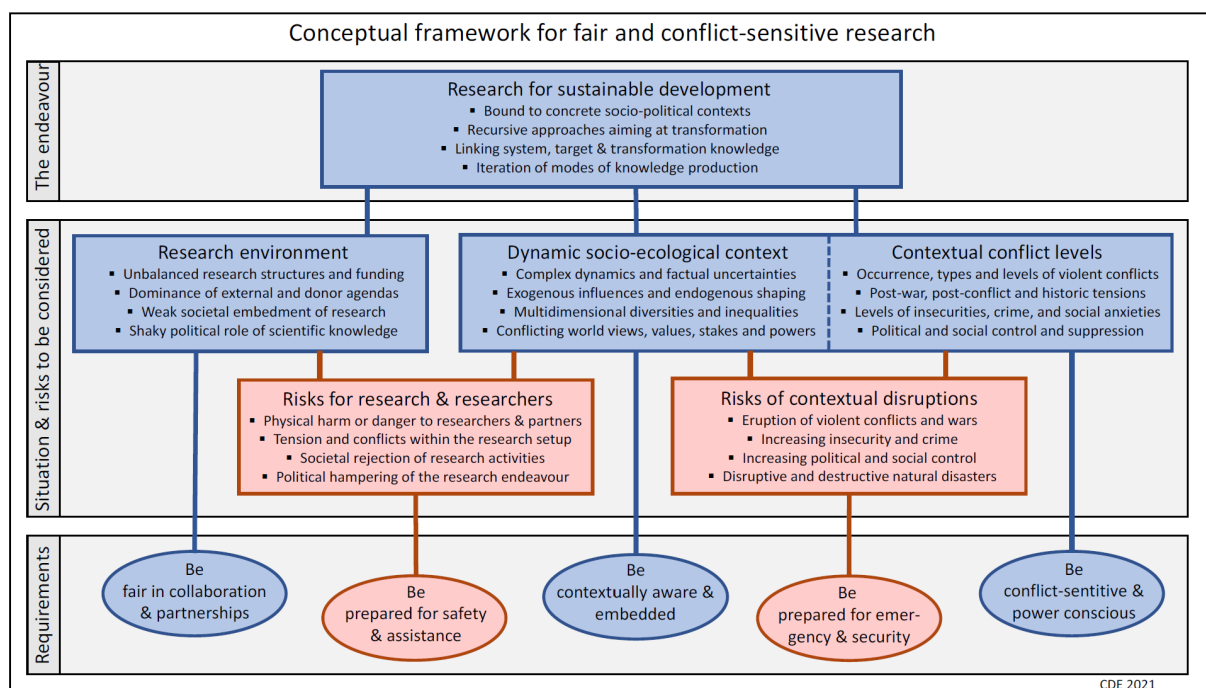 Conceptual framework for fair and conflict-sensitive research
The endeavour
Research for sustainable development
▪ Bound to concrete socio-political contexts
▪ Recursive approaches aiming at transformation
▪ Linking system, target & transformation knowledge
▪ Iteration of modes of knowledge production
Situation & risks to be considered
Research environment
▪ Unbalanced research structures and funding
▪ Dominance of external and donor agendas
▪ Weak societal embedment of research
▪ Shaky political role of scientific knowledge
Dynamic socio-ecological context
▪ Complex dynamics and factual uncertainties
▪ Exogenous influences and endogenous shaping
▪ Multidimensional diversities and inequalities
▪ Conflicting world views, values, stakes and powers
Contextual conflict levels
▪ Occurrence, types and levels of violent conflicts
▪ Post-war, post-conflict and historic tensions
▪ Levels of insecurities, crime, and social anxieties
▪ Political and social control and suppression
Risks for research & researchers
▪ Physical harm or danger to researchers & partners
▪ Tension and conflicts within the research setup
▪ Societal rejection of research activities
▪ Political hampering of the research endeavour
Risks of contextual disruptions
▪ Eruption of violent conflicts and wars
▪ Increasing insecurity and crime
▪ Increasing political and social control
▪ Disruptive and destructive natural disasters
Requirements
Be
fair in collaboration
& partnerships
Be
prepared for safety
& assistance
Be
contextually aware &
embedded
Be
prepared for emer-
gency & security
Be
conflict-sentitive &
power conscious
CDE 2021